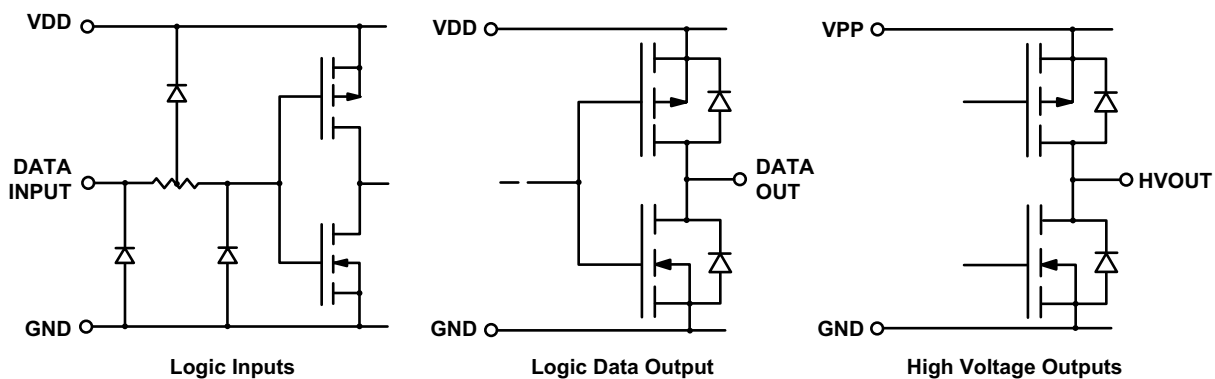 VDD
DATA
INPUT
GND
Logic Inputs
VDD
DATA
OUT
GND
Logic Data Output
VPP
HVOUT
GND
High Voltage Outputs